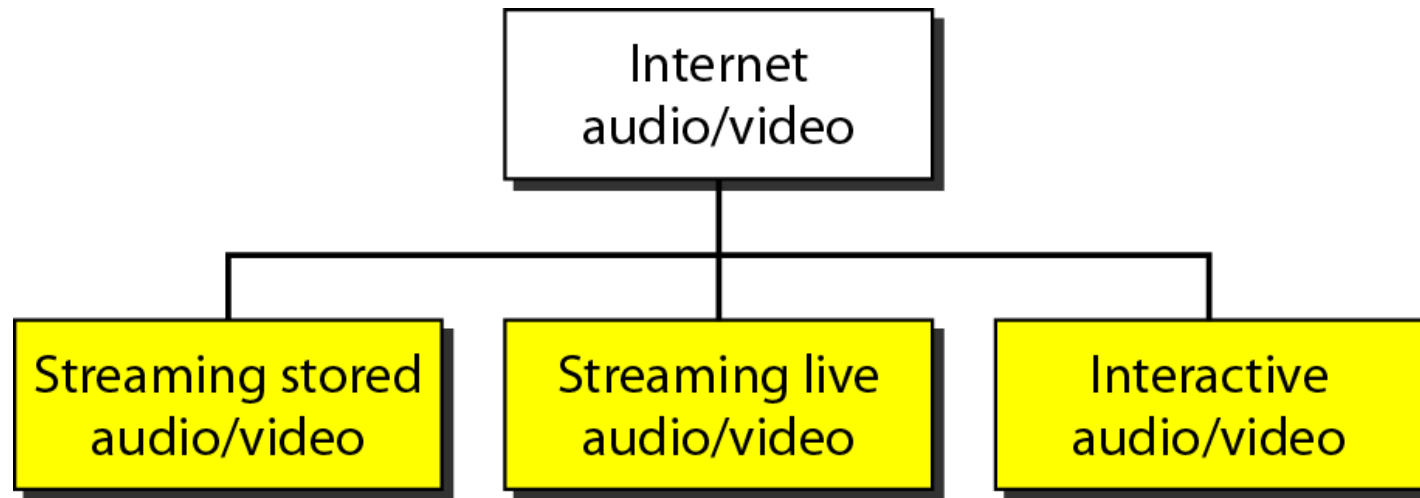 Internet
audio/video
Streaming stored
audio/video
Streaming live
audio/video
Interactive
audio/video